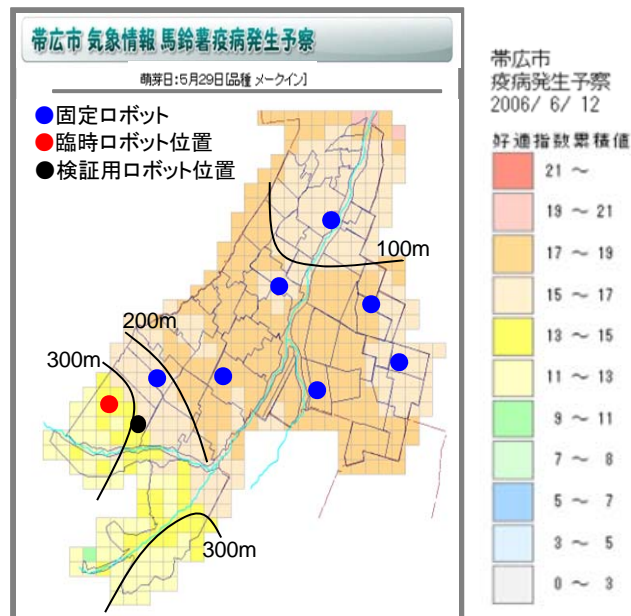 帯広市 気象情報 馬鈴薯疫病発生予察
萌芽日:5月29日[品種 メークイン]
固定ロボット
臨時ロボット位置
検証用ロボット位置
100m
200m
300m
300m
帯広市
疫病発生予察
2006/ 6/ 12
好適指数累積値
21 ～
19 ～ 21
17 ～ 19
15 ～ 17
13 ～ 15
11 ～ 13
9 ～ 11
7 ～ 8
5 ～ 7
3 ～ 5
0 ～ 3